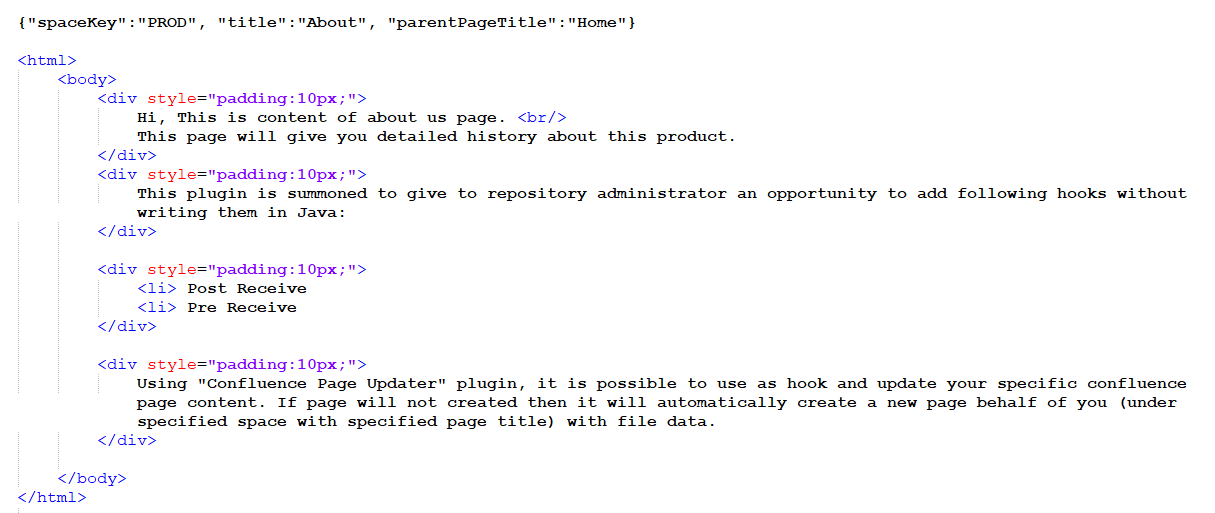 {"spaceKey":"PROD", "title":"About", "parentPageTitle":"Home"}
<html>
<body>
<div style="padding:10px;">
Hi, This is content of about us page. <br/>
This page will give you detailed history about this product.
</div>
<div style="padding:10px;">
This plugin is summoned to give to repository administrator an opportunity to add following hooks without
writing them in Java:
</div>
<div style="padding:10px;">
<li> Post Receive
<li> Pre Receive
</div>
<div style="padding:10px;">
Using "Confluence Page Updater" plugin, it is possible to use as hook and update your specific confluence
page content. If page will not created then it will automatically create a new page behalf of you (under
specified space with specified page title) with file data.
</div>
</body>
</html>